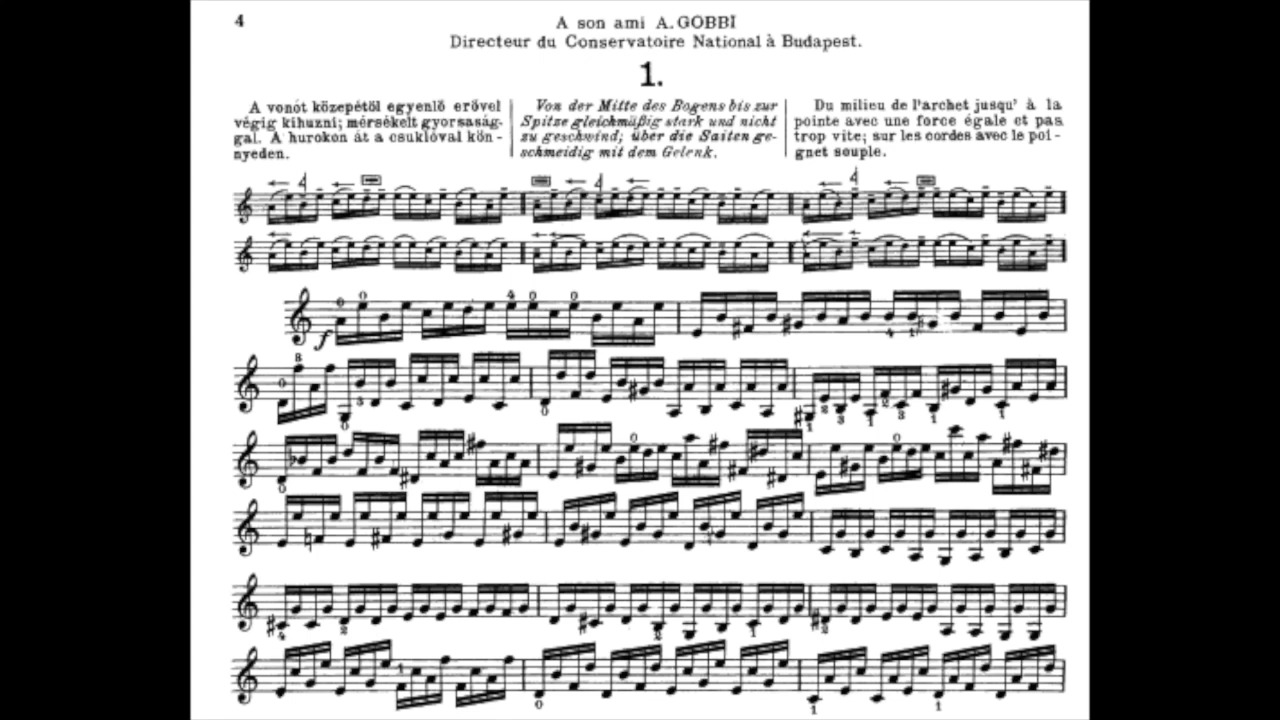 4
A son ami A. GOBBI
Directeur du Conservatoire National à Budapest.
1.
A vonót közepétöl egyenlö erővel
végig kihuzni; mérsékelt gyorsaság-
gal. A hurokon át a csuklóval kön-
nyeden.
Von der Mitte des Bogens bis zur
Spitze gleichmäßig stark und nicht
zu geschwind; über die Saiten ge-
schmeidig mit dem Gelenk.
Du milieu de l'archet jusqu' à la
pointe avec une force égale et pas
trop vite; sur les cordes avec le poi-
gnet souple.
f